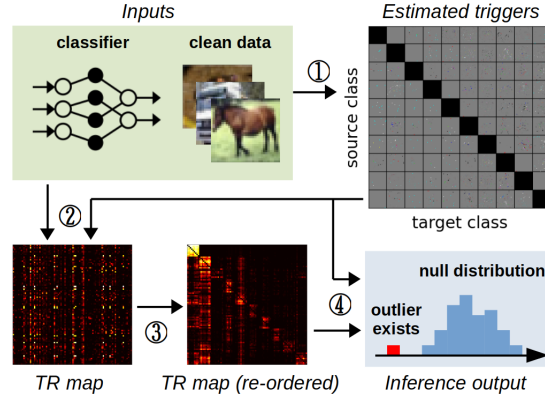 Inputs
Estimated triggers
classifier
clean data
①
source class
target class
②
null distribution
outlier
exists
③
④
TR map
TR map (re-ordered)
Inference output